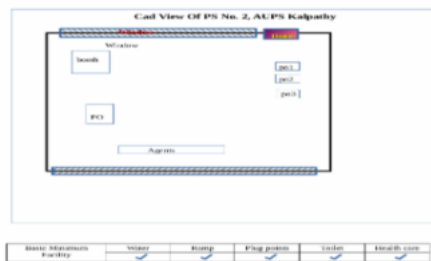 Cad View Of PS No. 2, AUPS Kalpathy
Window
booth
po1
po2
po3
PO
Agents
Basic Minimum Facility Water Ramp Plug points Toilet Health care